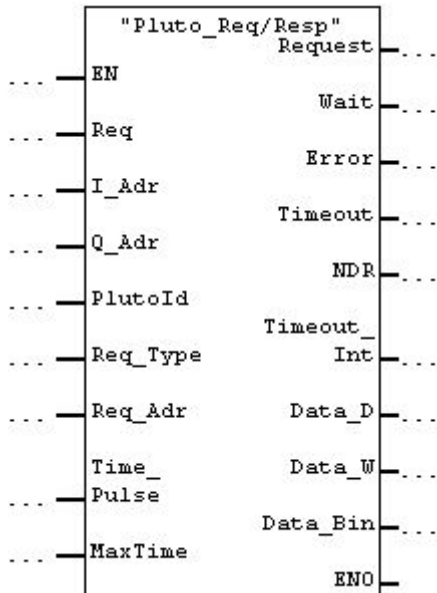 "Pluto_Req/Resp"
Request
EN
Wait
Req
Error
I_Adr
Timeout
Q_Adr
NDR
PlutoId
Timeout_
Req_Type
Int
Req_Adr
Data_D
Time_
Data_W
Pulse
Data_Bin
MaxTime
ENO